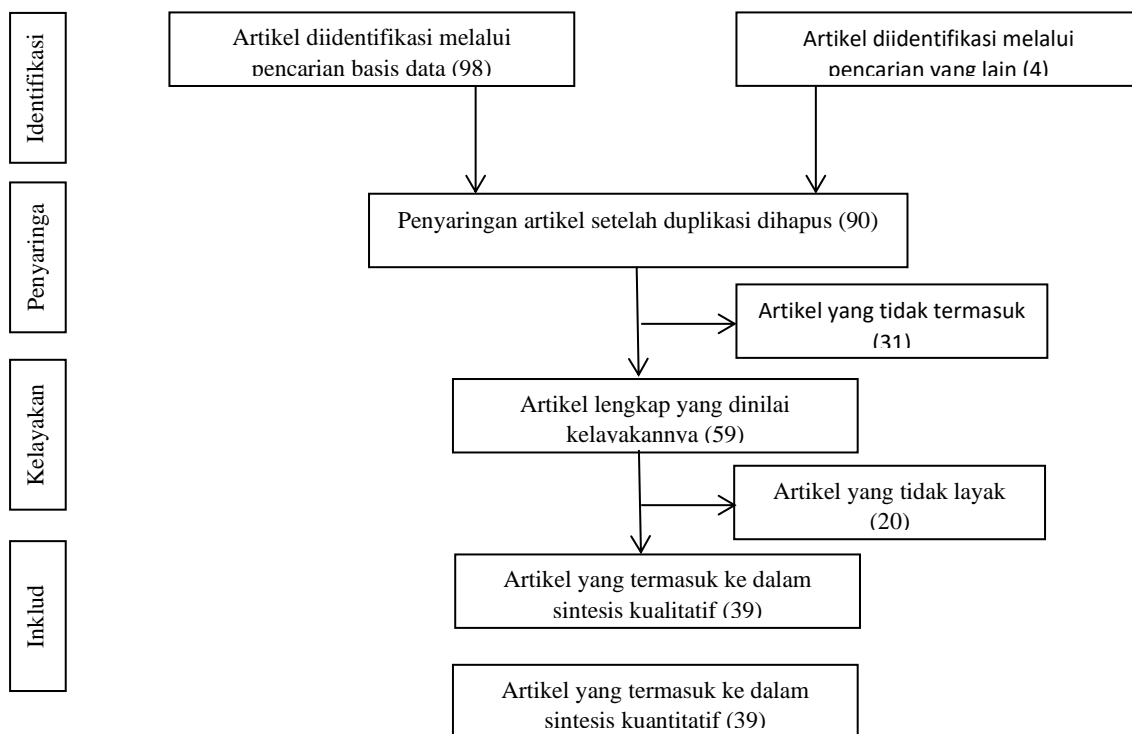 Identifikasi
Artikel diidentifikasi melalui
pencarian basis data (98)
Artikel diidentifikasi melalui
pencarian yang lain (4)
Penyaringa
Penyaringan artikel setelah duplikasi dihapus (90)
Artikel yang tidak termasuk
(31)
Kelayakan
Artikel lengkap yang dinilai
kelayakannya (59)
Artikel yang tidak layak
(20)
Inklud
Artikel yang termasuk ke dalam
sintesis kualitatif (39)
Artikel yang termasuk ke dalam
sintesis kuantitatif (39)